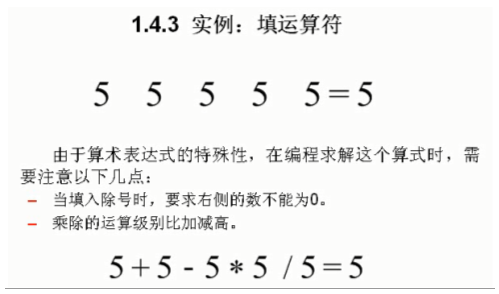 1.4.3 实例：填运算符
5 5 5 5 5=5
由于算术表达式的特殊性，在编程求解这个算式时，需
要注意以下几点：
– 当填入除号时，要求右侧的数不能为0。
– 乘除的运算级别比加减高。
5+5-5*5/5=5